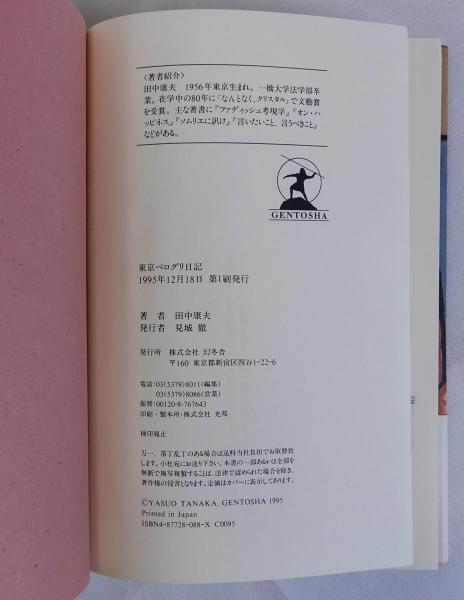 〈著者紹介〉
田中康夫　1956年東京生まれ。一橋大学法学部卒
業。在学中の80年に「なんとなく、クリスタル」で文藝賞
を受賞。主な著書に『ファディッシュ考現学』『オン・ハ
ッピネス』『ソムリエに訊け』『言いたいこと、言うべきこと』
などがある。
GENTOSHA
東京ペログリ日記
1995年12月18日　第1刷発行
著　者　田中康夫
発行者　見城 徹
発行所　株式会社 幻冬舎
〒160 東京都新宿区四谷1-22-6
電話:03(5379)8011(編集)
03(5379)8086(営業)
振替:00120-8-767643
印刷・製本所:株式会社 光邦
検印廃止
万一、落丁乱丁のある場合は送料当社負担でお取替致
します。小社宛にお送り下さい。本書の一部あるいは全部を
無断で複写複製することは、法律で認められた場合を除き、
著作権の侵害となります。定価はカバーに表示してあります。
©YASUO TANAKA, GENTOSHA 1995
Printed in Japan
ISBN4-87728-088-X C0095